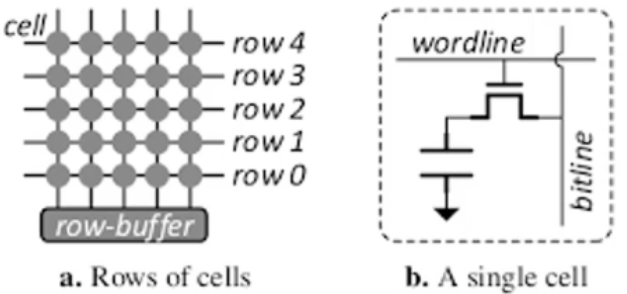 cell
row 4
row 3
row 2
row 1
row 0
row-buffer
a. Rows of cells
wordline
bitline
b. A single cell